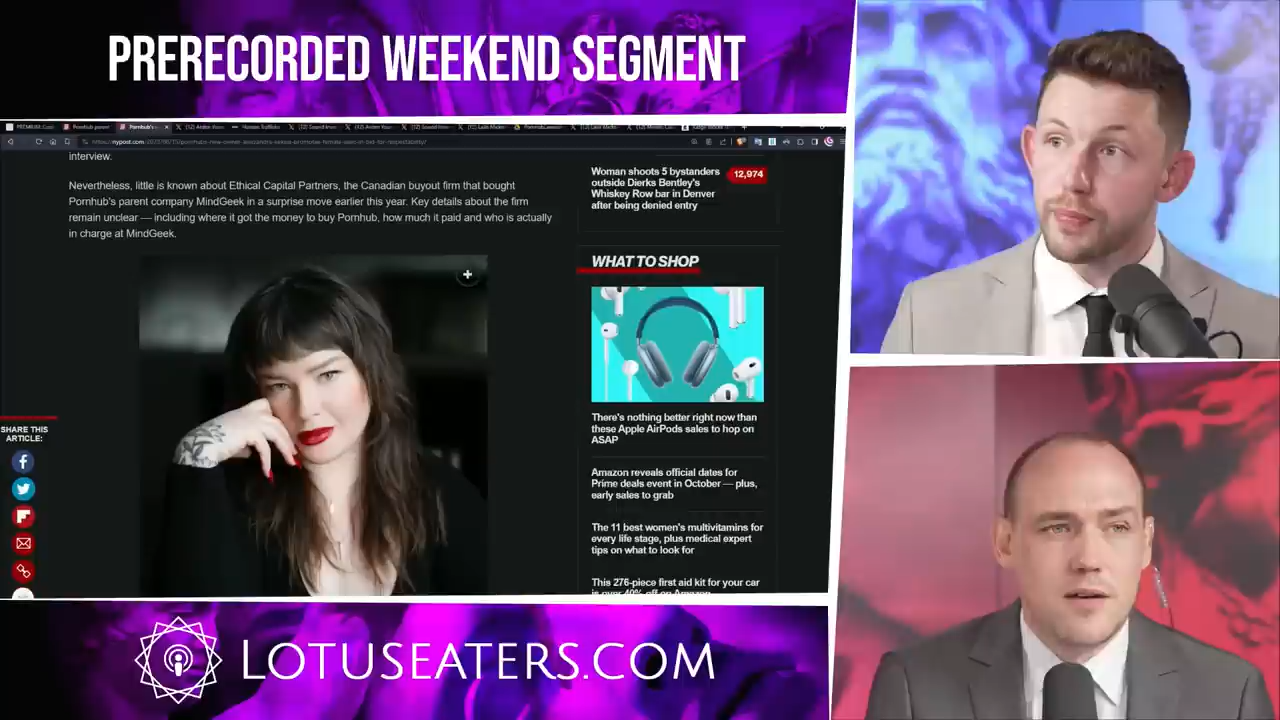 PRERECORDED WEEKEND SEGMENT
interview.
Nevertheless, little is known about Ethical Capital Partners, the Canadian buyout firm that bought
Pornhub's parent company MindGeek in a surprise move earlier this year. Key details about the firm
remain unclear — including where it got the money to buy Pornhub, how much it paid and who is actually
in charge at MindGeek.
SHARE THIS
ARTICLE:
Woman shoots 5 bystanders
outside Dierks Bentley's
Whiskey Row bar in Denver
after being denied entry
12,974
WHAT TO SHOP
There's nothing better right now than
these Apple AirPods sales to hop on
ASAP
Amazon reveals official dates for
Prime deals event in October — plus,
early sales to grab
The 11 best women's multivitamins for
every life stage, plus medical expert
tips on what to look for
This 276-piece first aid kit for your car
is over 40% off on Amazon
LOTUSEATERS.COM